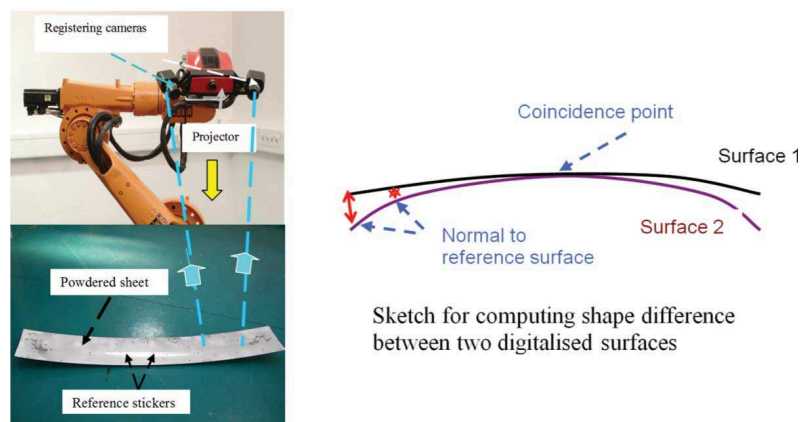 Registering cameras
Projector
Powdered sheet
Reference stickers
Coincidence point
Surface 1
Normal to
reference surface
Surface 2
Sketch for computing shape difference
between two digitalised surfaces